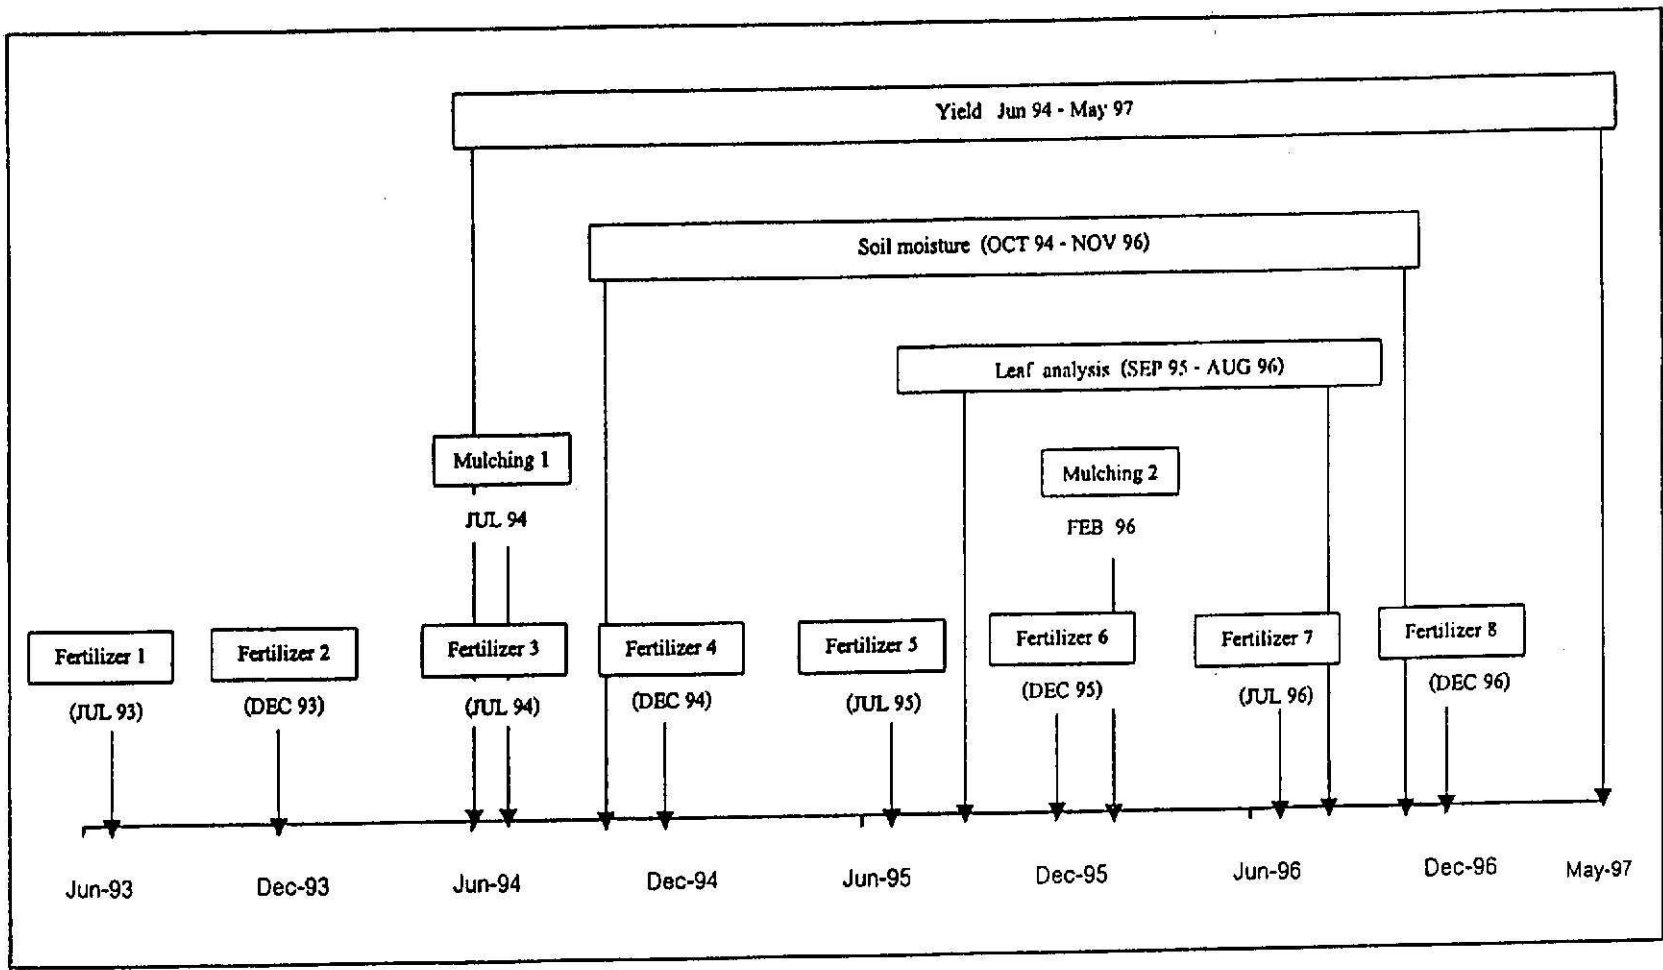 Yield Jun 94 - May 97
Soil moisture (OCT 94 - NOV 96)
Leaf analysis (SEP 95 - AUG 96)
Mulching 1
JUL 94
Mulching 2
FEB 96
Fertilizer 1
(JUL 93)
Fertilizer 2
(DEC 93)
Fertilizer 3
(JUL 94)
Fertilizer 4
(DEC 94)
Fertilizer 5
(JUL 95)
Fertilizer 6
(DEC 95)
Fertilizer 7
(JUL 96)
Fertilizer 8
(DEC 96)
Jun-93 Dec-93 Jun-94 Dec-94 Jun-95 Dec-95 Jun-96 Dec-96 May-97